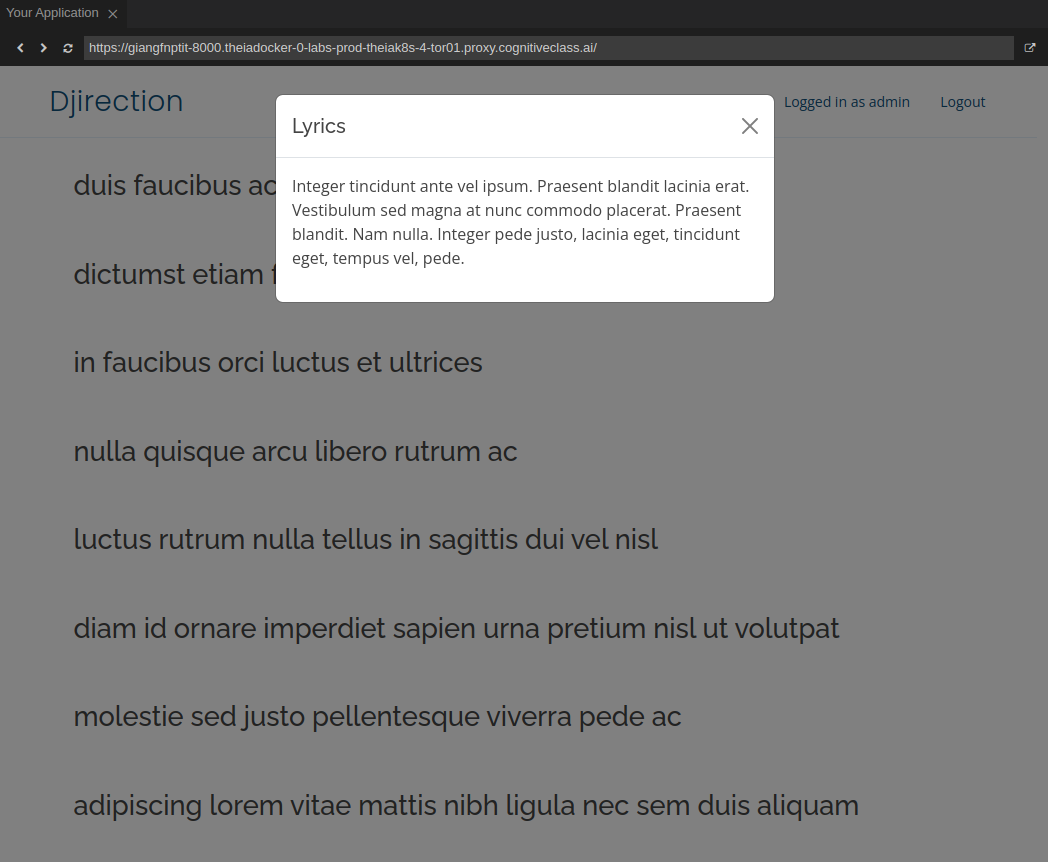 Your Application
https://giangfnptit-8000.theiadocker-0-labs-prod-theiak8s-4-tor01.proxy.cognitiveclass.ai/
Djirection
Logged in as admin
Logout
Lyrics
Integer tincidunt ante vel ipsum. Praesent blandit lacinia erat.
Vestibulum sed magna at nunc commodo placerat. Praesent
blandit. Nam nulla. Integer pede justo, lacinia eget, tincidunt
eget, tempus vel, pede.
duis faucibus ac
dictumst etiam
in faucibus orci luctus et ultrices
nulla quisque arcu libero rutrum ac
luctus rutrum nulla tellus in sagittis dui vel nisl
diam id ornare imperdiet sapien urna pretium nisl ut volutpat
molestie sed justo pellentesque viverra pede ac
adipiscing lorem vitae mattis nibh ligula nec sem duis aliquam